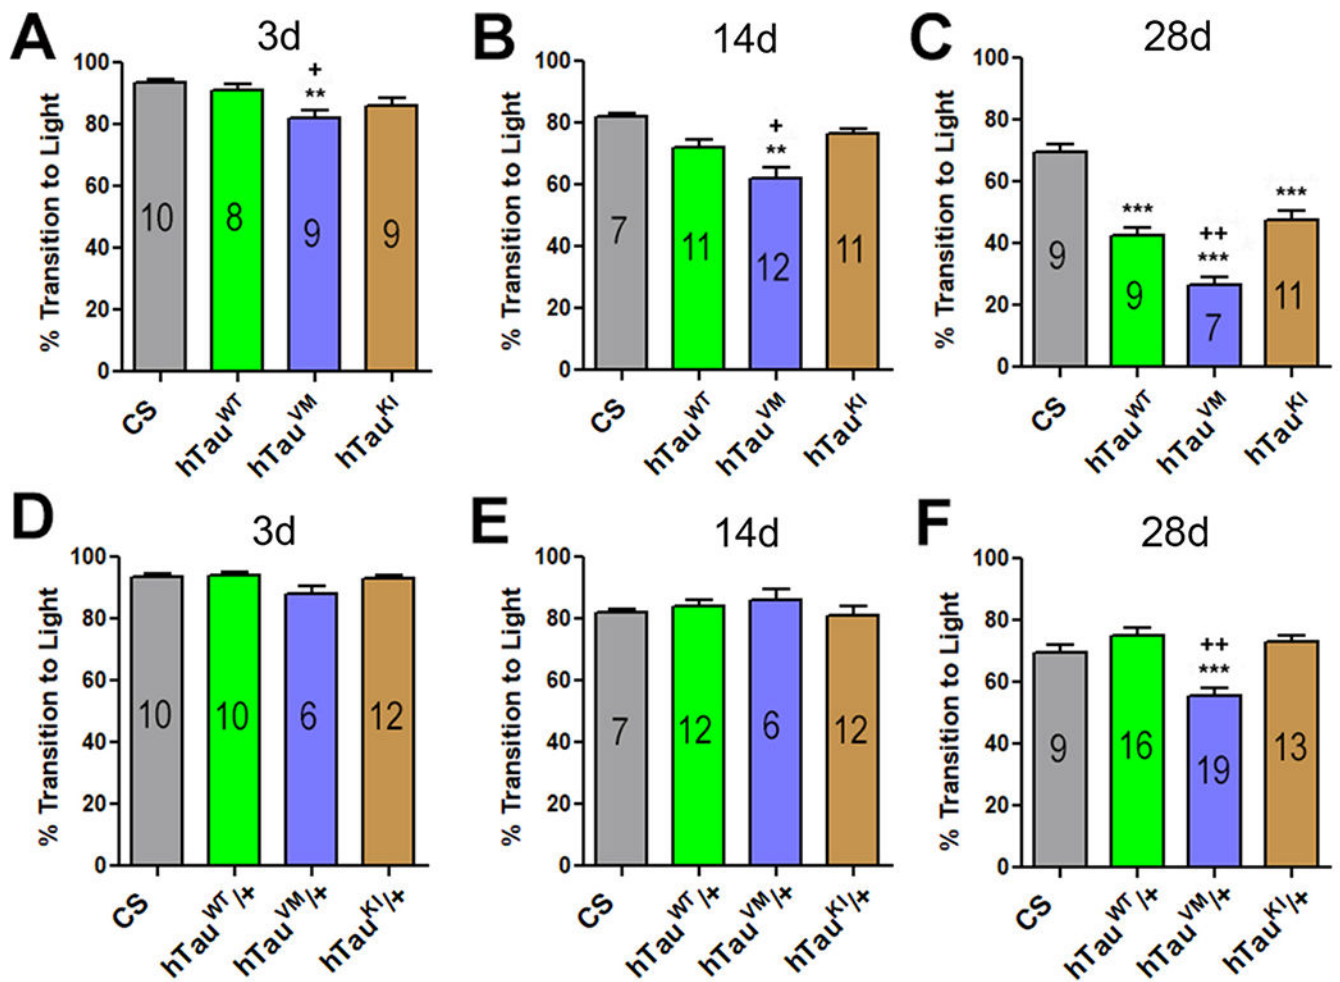 A
3d
% Transition to Light
100
80
60
40
20
0
+
**
10
8
9
9
CS
hTauWT
hTauVM
hTauKI
B
14d
% Transition to Light
100
80
60
40
20
0
+
**
7
11
12
11
CS
hTauWT
hTauVM
hTauKI
C
28d
% Transition to Light
100
80
60
40
20
0
***
++
***
***
9
9
7
11
CS
hTauWT
hTauVM
hTauKI
D
3d
% Transition to Light
100
80
60
40
20
0
10
10
6
12
CS
hTauWT/+
hTauVM/+
hTauKI/+
E
14d
% Transition to Light
100
80
60
40
20
0
7
12
6
12
CS
hTauWT/+
hTauVM/+
hTauKI/+
F
28d
% Transition to Light
100
80
60
40
20
0
++
***
9
16
19
13
CS
hTauWT/+
hTauVM/+
hTauKI/+